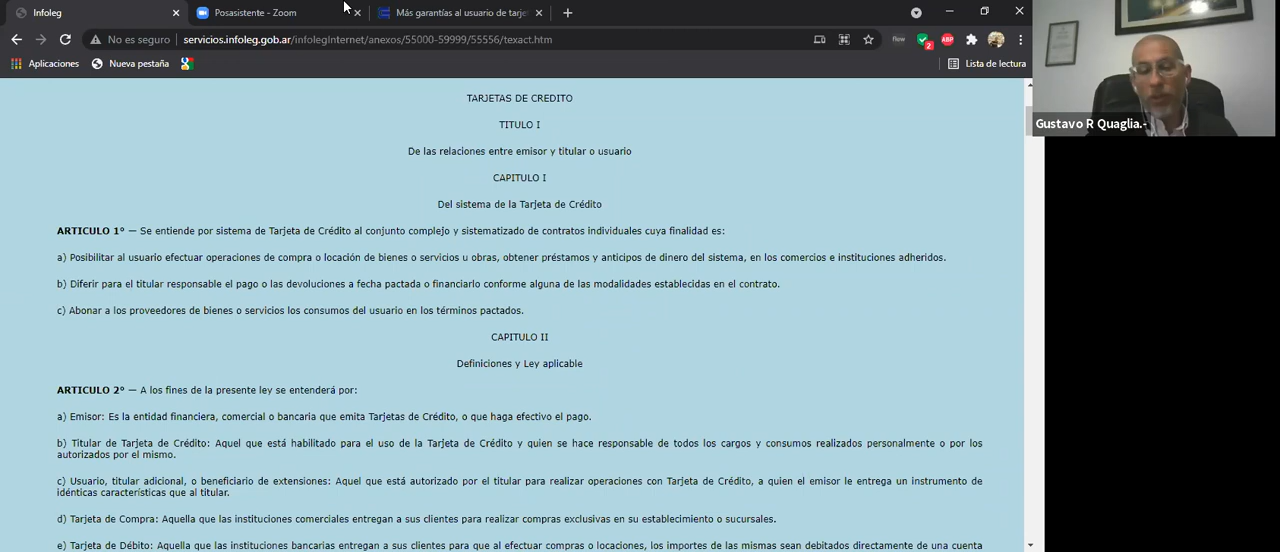 Infoleg
Posasistente - Zoom
Más garantías al usuario de tarje
No es seguro
servicios.infoleg.gob.ar/infolegInternet/anexos/55000-59999/55556/texact.htm
flow
2
ABP
Aplicaciones
Nueva pestaña
Lista de lectura
TARJETAS DE CREDITO
TITULO I
De las relaciones entre emisor y titular o usuario
CAPITULO I
Del sistema de la Tarjeta de Crédito
ARTICULO 1° — Se entiende por sistema de Tarjeta de Crédito al conjunto complejo y sistematizado de contratos individuales cuya finalidad es:
a) Posibilitar al usuario efectuar operaciones de compra o locación de bienes o servicios u obras, obtener préstamos y anticipos de dinero del sistema, en los comercios e instituciones adheridos.
b) Diferir para el titular responsable el pago o las devoluciones a fecha pactada o financiarlo conforme alguna de las modalidades establecidas en el contrato.
c) Abonar a los proveedores de bienes o servicios los consumos del usuario en los términos pactados.
CAPITULO II
Definiciones y Ley aplicable
ARTICULO 2° — A los fines de la presente ley se entenderá por:
a) Emisor: Es la entidad financiera, comercial o bancaria que emita Tarjetas de Crédito, o que haga efectivo el pago.
b) Titular de Tarjeta de Crédito: Aquel que está habilitado para el uso de la Tarjeta de Crédito y quien se hace responsable de todos los cargos y consumos realizados personalmente o por los
autorizados por el mismo.
c) Usuario, titular adicional, o beneficiario de extensiones: Aquel que está autorizado por el titular para realizar operaciones con Tarjeta de Crédito, a quien el emisor le entrega un instrumento de
idénticas características que al titular.
d) Tarjeta de Compra: Aquella que las instituciones comerciales entregan a sus clientes para realizar compras exclusivas en su establecimiento o sucursales.
e) Tarjeta de Débito: Aquella que las instituciones bancarias entregan a sus clientes para que al efectuar compras o locaciones, los importes de las mismas sean debitados directamente de una cuenta
Gustavo R Quaglia.-